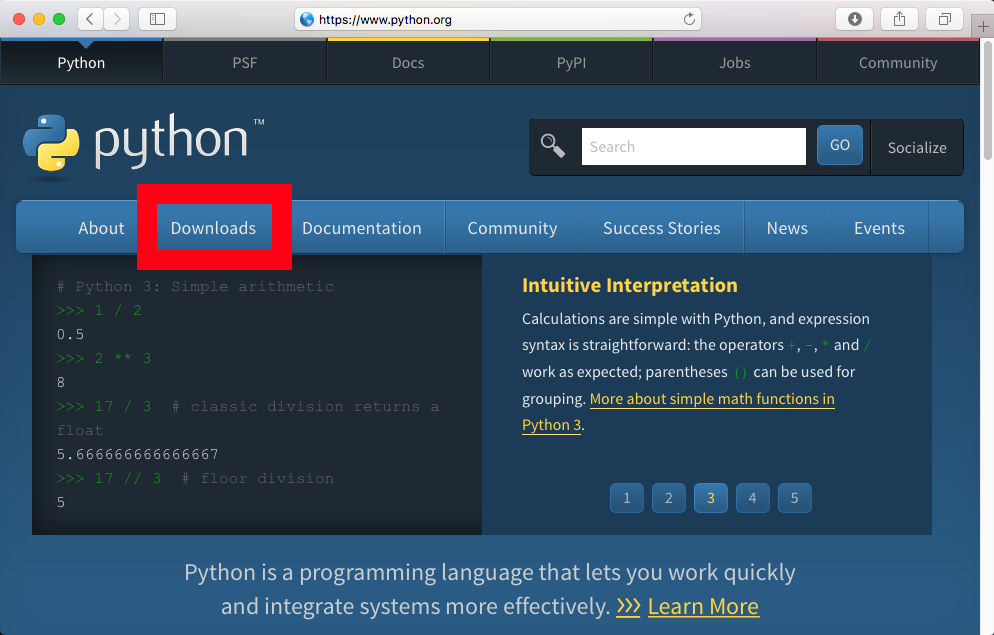 https://www.python.org
Python PSF Docs PyPI Jobs Community
python™
Search GO Socialize
About Downloads Documentation Community Success Stories News Events
# Python 3: Simple arithmetic
>>> 1 / 2
0.5
>>> 2 ** 3
8
>>> 17 / 3 # classic division returns a
float
5.666666666666667
>>> 17 // 3 # floor division
5
Intuitive Interpretation
Calculations are simple with Python, and expression
syntax is straightforward: the operators +, -, * and /
work as expected; parentheses () can be used for
grouping. More about simple math functions in
Python 3.
1 2 3 4 5
Python is a programming language that lets you work quickly
and integrate systems more effectively. >>> Learn More